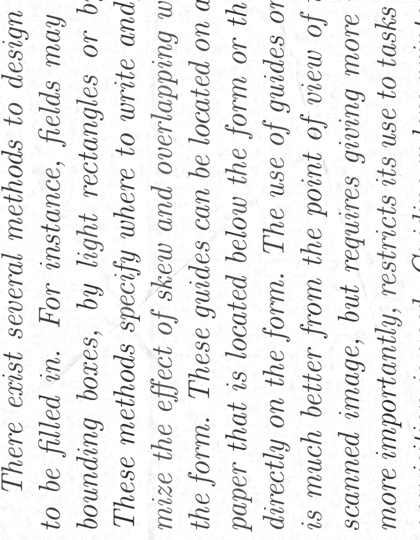 There exist several methods to design
to be filled in. For instance, fields may
bounding boxes, by light rectangles or by
These methods specify where to write and
mize the effect of skew and overlapping w
the form. These guides can be located on a
paper that is located below the form or th
directly on the form. The use of guides on
is much better from the point of view of
scanned image, but requires giving more
more importantly, restricts its use to tasks